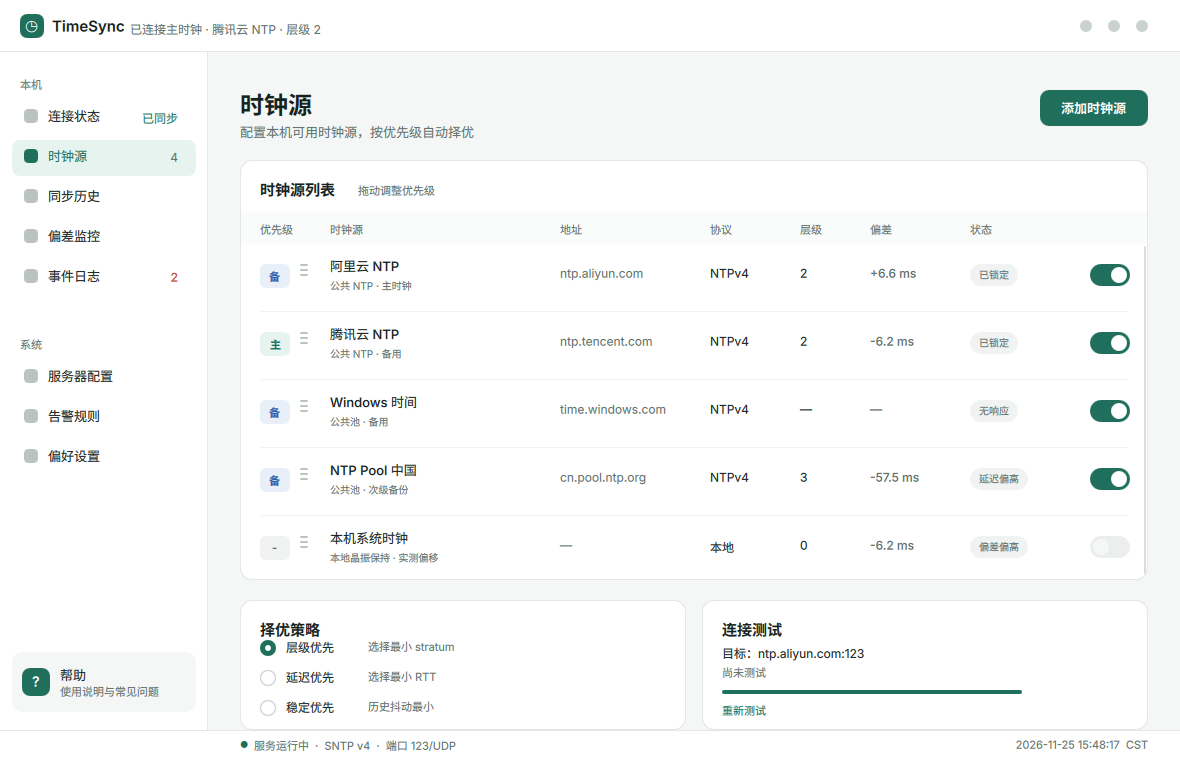 TimeSync 已连接主时钟 · 腾讯云 NTP · 层级 2
本机
连接状态 已同步
时钟源 4
同步历史
偏差监控
事件日志 2
系统
服务器配置
告警规则
偏好设置
? 帮助
使用说明与常见问题
时钟源
配置本机可用时钟源，按优先级自动择优
添加时钟源
时钟源列表 拖动调整优先级
优先级 时钟源 地址 协议 层级 偏差 状态
备 阿里云 NTP ntp.aliyun.com NTPv4 2 +6.6 ms 已锁定
公共 NTP · 主时钟
主 腾讯云 NTP ntp.tencent.com NTPv4 2 -6.2 ms 已锁定
公共 NTP · 备用
备 Windows 时间 time.windows.com NTPv4 — — 无响应
公共池 · 备用
备 NTP Pool 中国 cn.pool.ntp.org NTPv4 3 -57.5 ms 延迟偏高
公共池 · 次级备份
- 本机系统时钟 — 本地 0 -6.2 ms 偏差偏高
本地晶振保持 · 实测偏移
择优策略
层级优先 选择最小 stratum
延迟优先 选择最小 RTT
稳定优先 历史抖动最小
连接测试
目标：ntp.aliyun.com:123
尚未测试
重新测试
服务运行中 · SNTP v4 · 端口 123/UDP
2026-11-25 15:48:17 CST